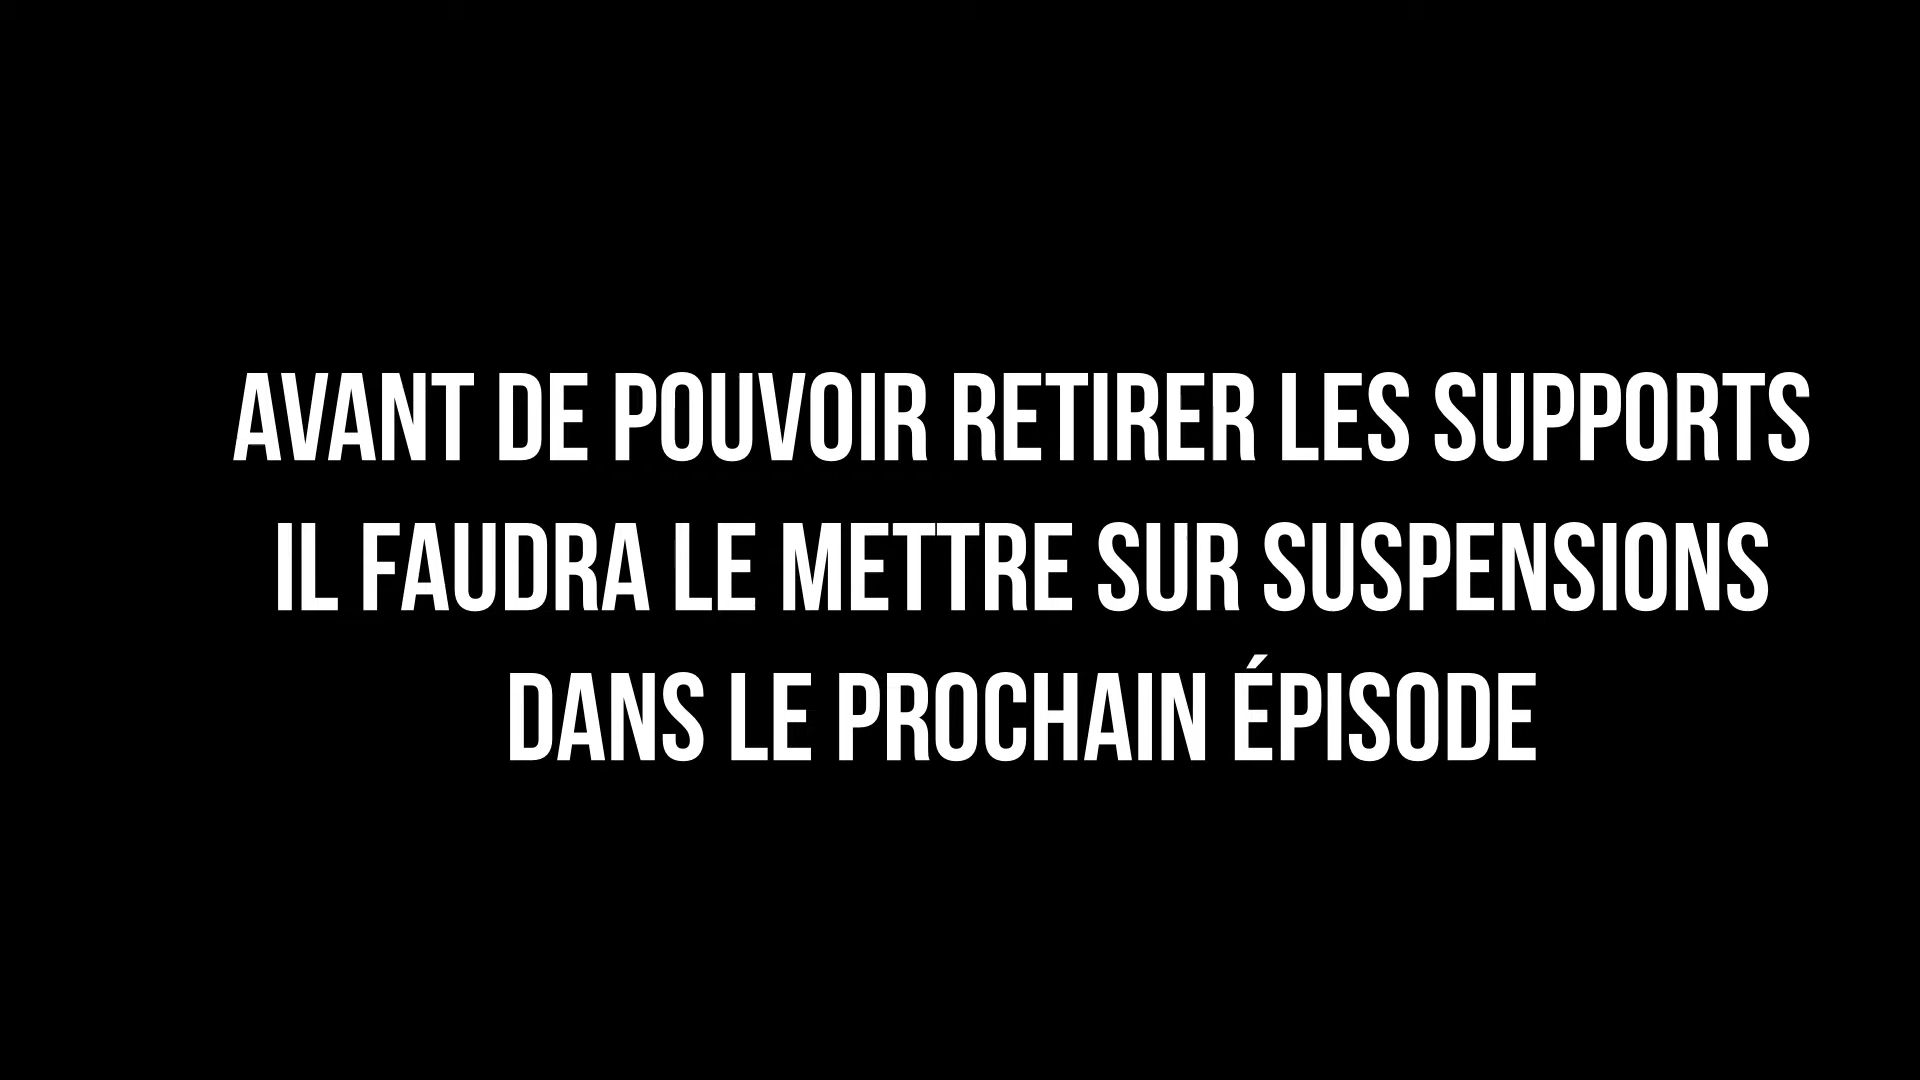 AVANT DE POUVOIR RETIRER LES SUPPORTS
IL FAUDRA LE METTRE SUR SUSPENSIONS
DANS LE PROCHAIN ÉPISODE